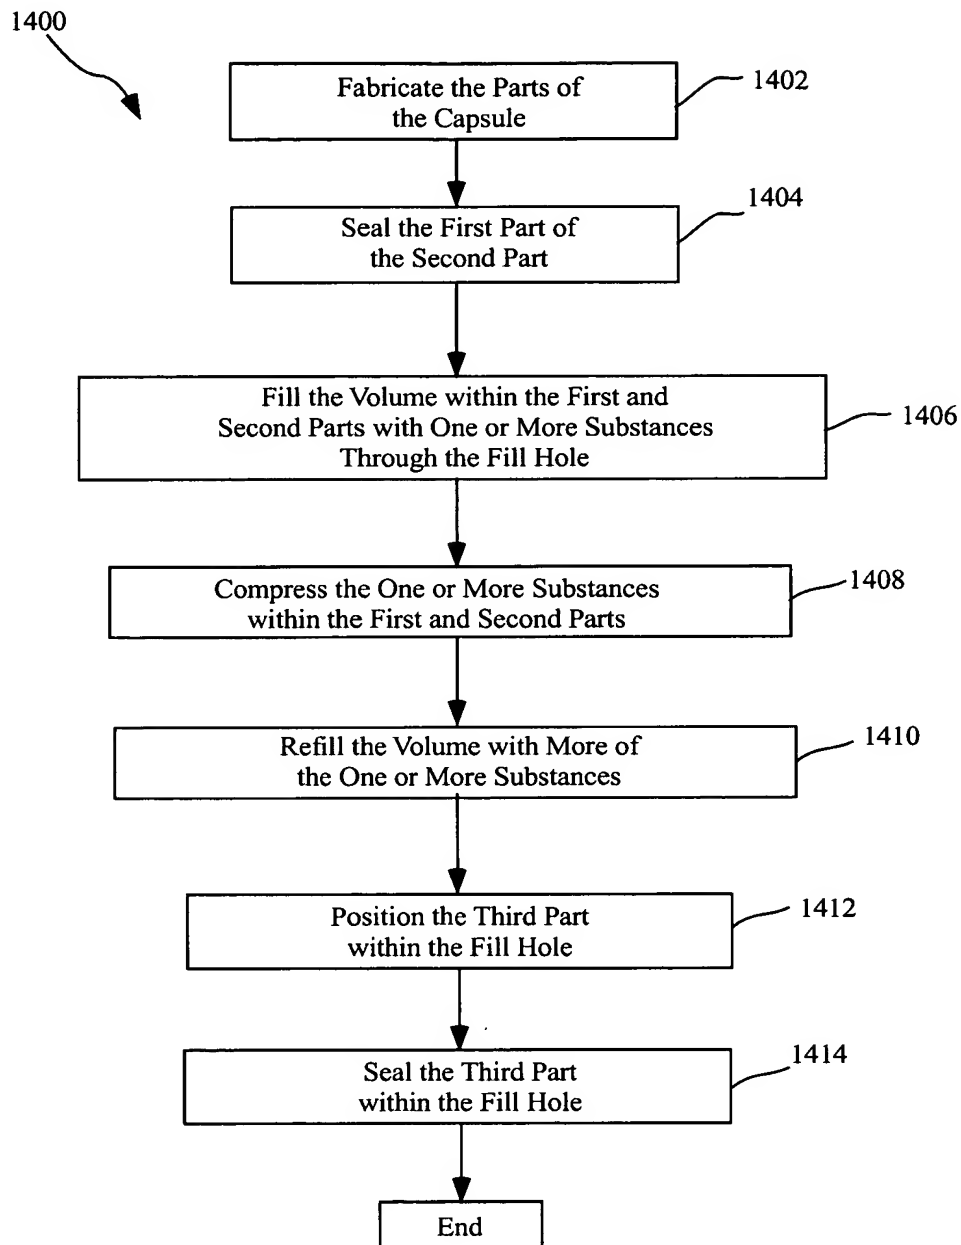 1400
Fabricate the Parts of
the Capsule
1402
Seal the First Part of
the Second Part
1404
Fill the Volume within the First and
Second Parts with One or More Substances
Through the Fill Hole
1406
Compress the One or More Substances
within the First and Second Parts
1408
Refill the Volume with More of
the One or More Substances
1410
Position the Third Part
within the Fill Hole
1412
Seal the Third Part
within the Fill Hole
1414
End